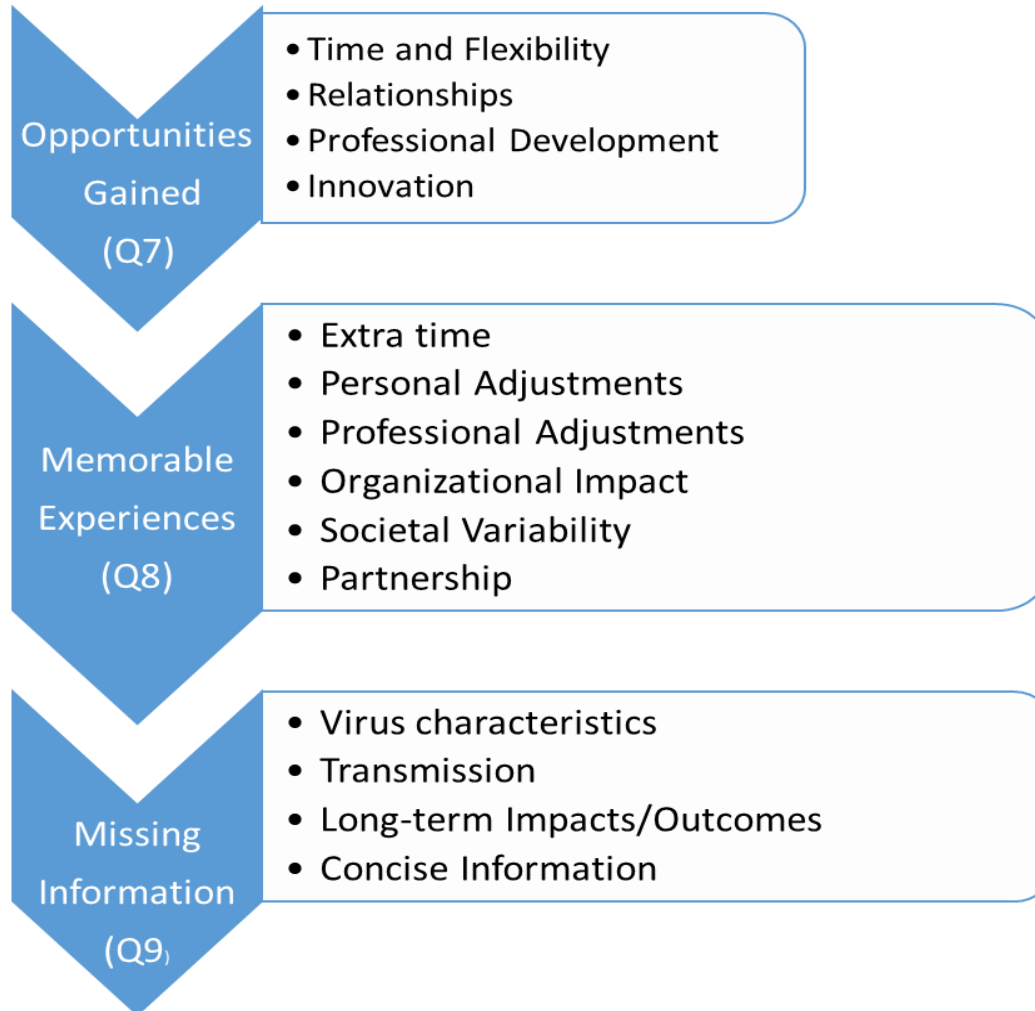 Opportunities
Gained
(Q7)
• Time and Flexibility
• Relationships
• Professional Development
• Innovation
Memorable
Experiences
(Q8)
• Extra time
• Personal Adjustments
• Professional Adjustments
• Organizational Impact
• Societal Variability
• Partnership
Missing
Information
(Q9)
• Virus characteristics
• Transmission
• Long-term Impacts/Outcomes
• Concise Information